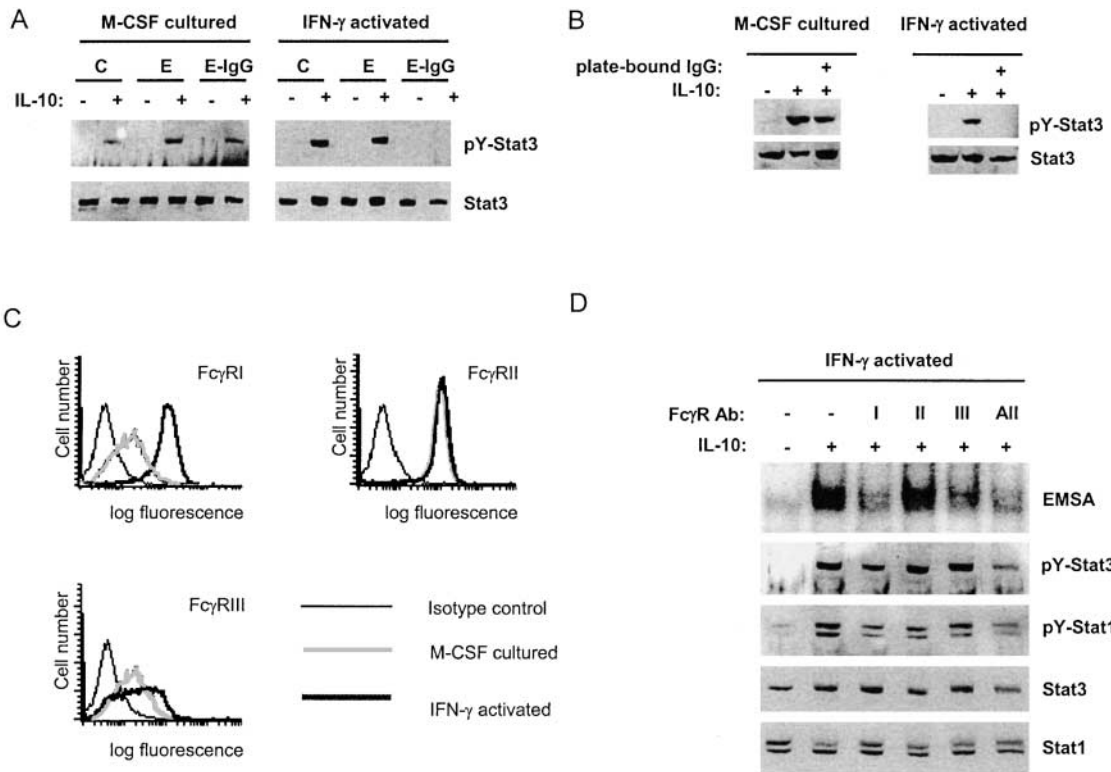 A
M-CSF cultured IFN-γ activated
C E E-IgG C E E-IgG
IL-10: - + - + - + - + - + - +
pY-Stat3
Stat3
B
M-CSF cultured IFN-γ activated
plate-bound IgG: + +
IL-10: - + + - + +
pY-Stat3
Stat3
C
FcγRI
Cell number
log fluorescence
FcγRII
Cell number
log fluorescence
FcγRIII
Cell number
log fluorescence
Isotype control
M-CSF cultured
IFN-γ activated
D
IFN-γ activated
FcγR Ab: - - I II III All
IL-10: - + + + + +
EMSA
pY-Stat3
pY-Stat1
Stat3
Stat1